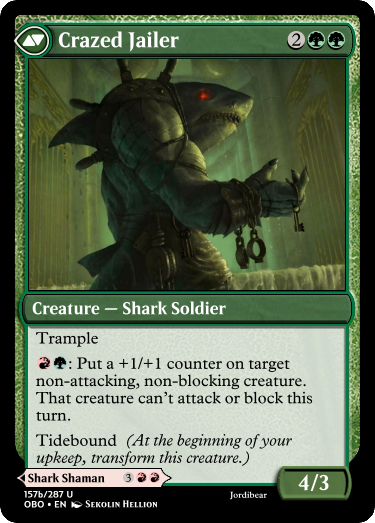 Crazed Jailer 2
Creature — Shark Soldier
Trample
: Put a +1/+1 counter on target
non-attacking, non-blocking creature.
That creature can't attack or block this
turn.
Tidebound (At the beginning of your
upkeep, transform this creature.)
Shark Shaman 3
4/3
157b/287 U
OBO • EN Sekolin Hellion
Jordibear